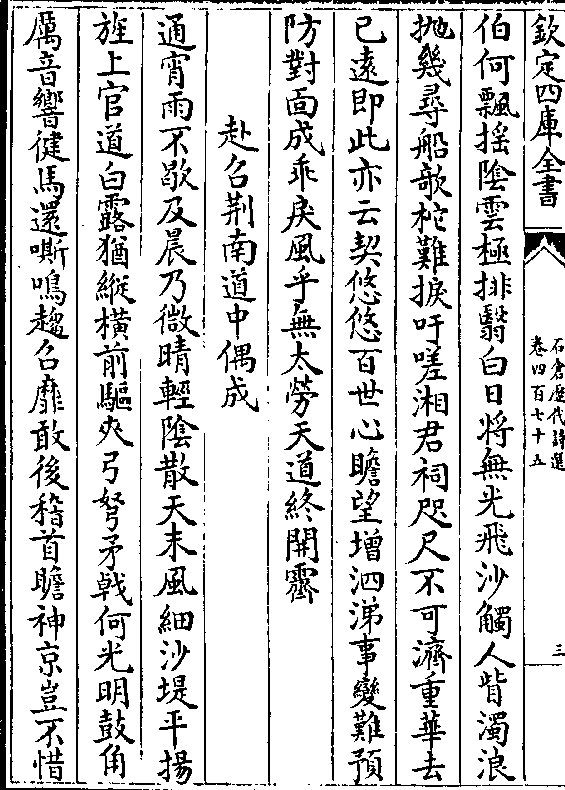 欽定四庫全書
石倉歴代詩選
卷四百七十五
三
伯何飄揺陰雲極排翳白日將無光飛沙觸人眥濁浪
抛幾尋船欹柁難捩吁嗟湘君祠咫尺不可濟重華去
已逺即此亦云契悠悠百世心瞻望增泗涕事變難預
防對面成乖戾風乎無太勞天道終開霽
赴召荆南道中偶成
通宵雨不歇及晨乃微晴輕陰散天末風細沙堤平揚
旌上官道白露猶縱横前驅夾弓弩矛㦸何光明鼓角
厲音響徤馬還嘶鳴趨召靡敢後稽首瞻神京豈不惜